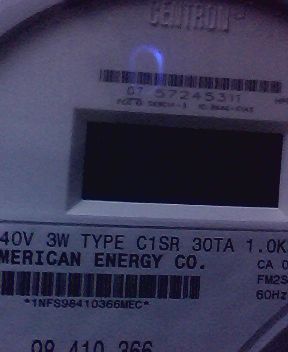 CENTRON
07 57245311
40V 3W TYPE C1SR 30TA 1.0K
MERICAN ENERGY CO.
CA 0
FM2S
60Hz
*1NFS98410366MEC*
98 410 366